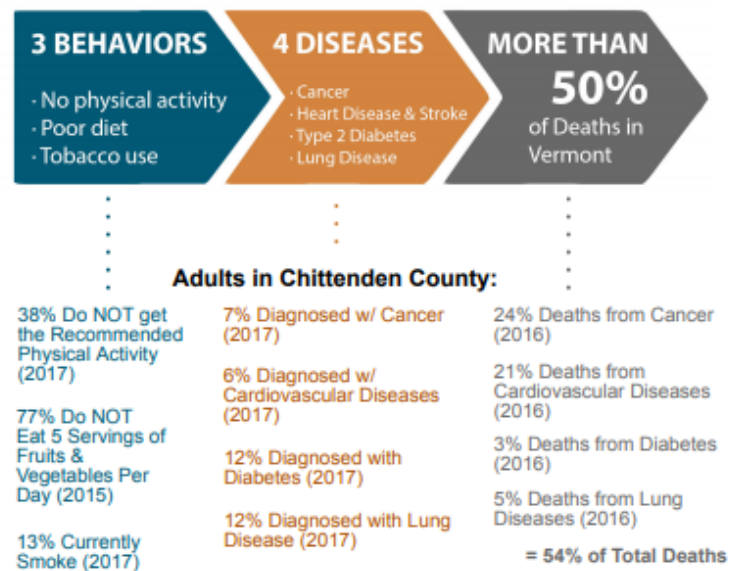 3 BEHAVIORS
· No physical activity
· Poor diet
· Tobacco use
4 DISEASES
· Cancer
· Heart Disease & Stroke
· Type 2 Diabetes
· Lung Disease
MORE THAN
50%
of Deaths in
Vermont
Adults in Chittenden County:
38% Do NOT get
the Recommended
Physical Activity
(2017)
77% Do NOT
Eat 5 Servings of
Fruits &
Vegetables Per
Day (2015)
13% Currently
Smoke (2017)
7% Diagnosed w/ Cancer
(2017)
6% Diagnosed w/
Cardiovascular Diseases
(2017)
12% Diagnosed with
Diabetes (2017)
12% Diagnosed with Lung
Disease (2017)
24% Deaths from Cancer
(2016)
21% Deaths from
Cardiovascular Diseases
(2016)
3% Deaths from Diabetes
(2016)
5% Deaths from Lung
Diseases (2016)
= 54% of Total Deaths